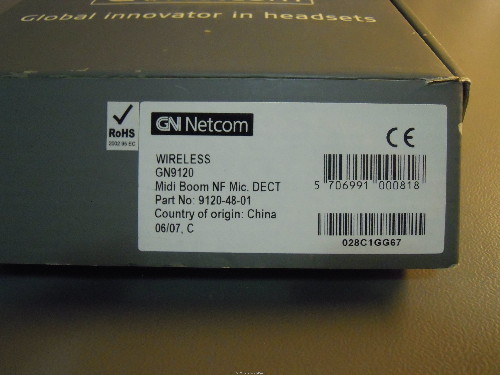 Global innovator in headsets
RoHS
2002 95 EC
GN Netcom
CE
WIRELESS
GN9120
Midi Boom NF Mic. DECT
Part No: 9120-48-01
Country of origin: China
06/07, C
5 706991 000818
028C1GG67